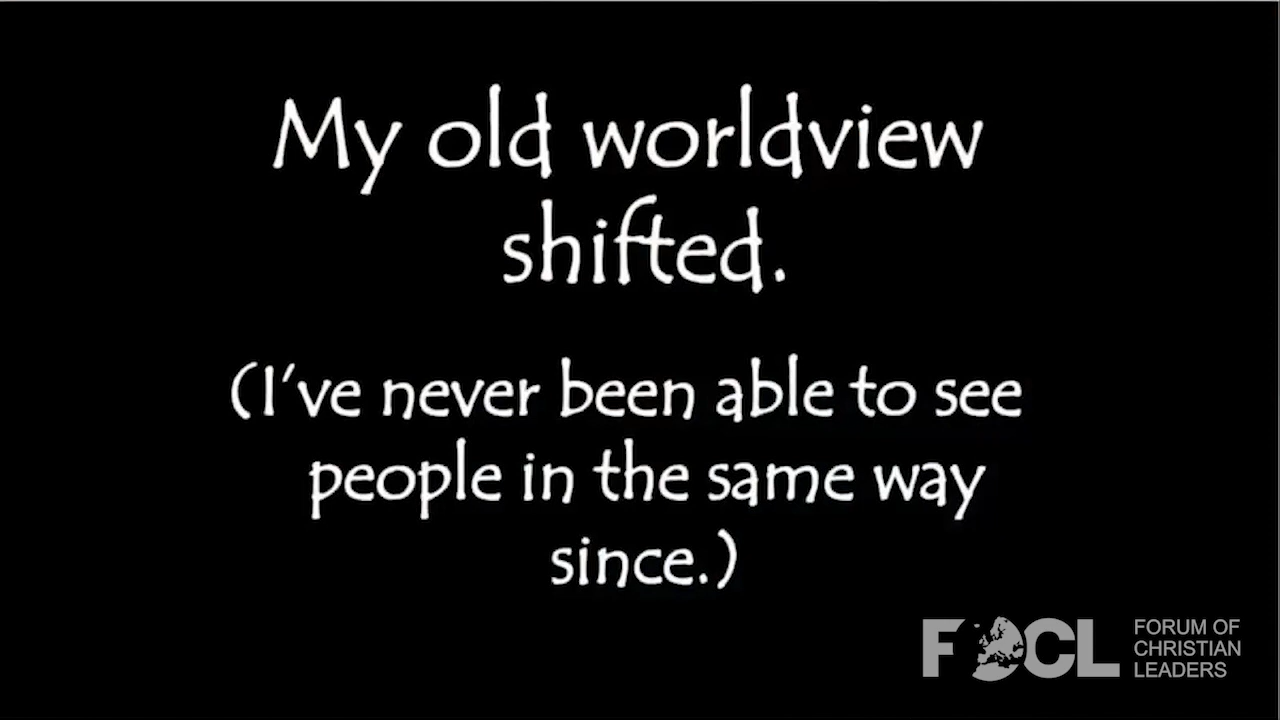 My old worldview
shifted.
(I've never been able to see
people in the same way
since.)
FOCL
FORUM OF
CHRISTIAN
LEADERS